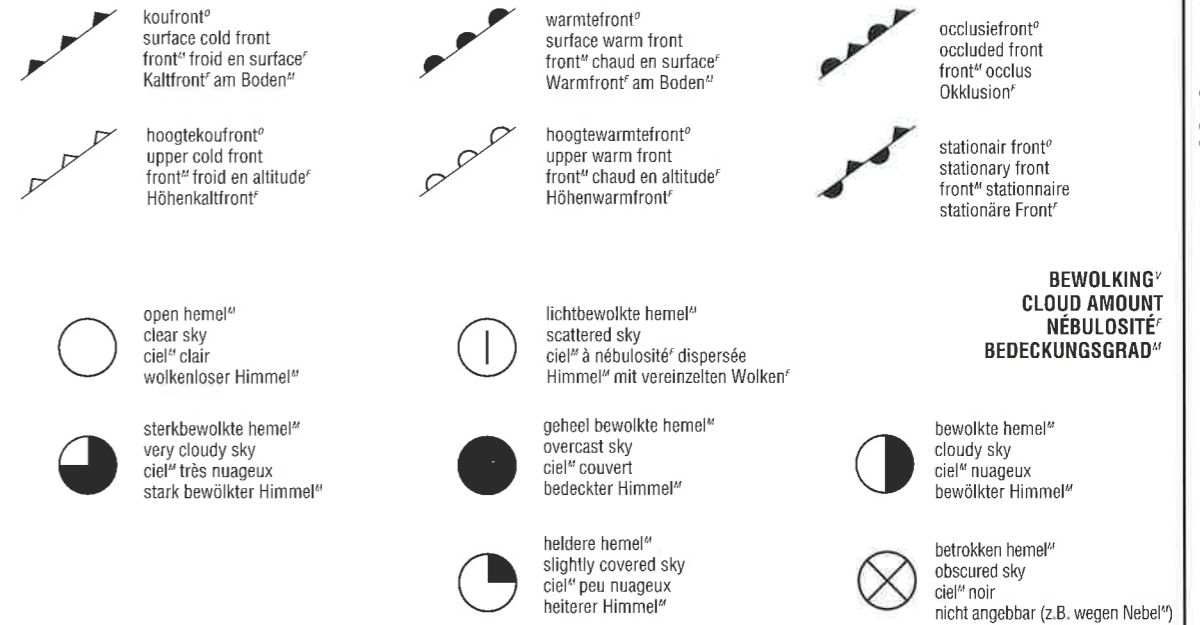 koufrontᴼ
surface cold front
frontᴹ froid en surfaceᶠ
Kaltfrontᶠ am Bodenᴹ
warmtefrontᴼ
surface warm front
frontᴹ chaud en surfaceᶠ
Warmfrontᶠ am Bodenᴹ
occlusiefrontᴼ
occluded front
frontᴹ occlus
Okklusionᶠ
hoogtekoufrontᴼ
upper cold front
frontᴹ froid en altitudeᶠ
Höhenkaltfrontᶠ
hoogtewarmtefrontᴼ
upper warm front
frontᴹ chaud en altitudeᶠ
Höhenwarmfrontᶠ
stationair frontᴼ
stationary front
frontᴹ stationnaire
stationäre Frontᶠ
BEWOLKINGⱽ
CLOUD AMOUNT
NÉBULOSITÉᶠ
BEDECKUNGSGRADᴹ
open hemelᴹ
clear sky
cielᴹ clair
wolkenloser Himmelᴹ
lichtbewolkte hemelᴹ
scattered sky
cielᴹ à nébulositéᶠ dispersée
Himmelᴹ mit vereinzelten Wolkenᶠ
sterkbewolkte hemelᴹ
very cloudy sky
cielᴹ très nuageux
stark bewölkter Himmelᴹ
geheel bewolkte hemelᴹ
overcast sky
cielᴹ couvert
bedeckter Himmelᴹ
bewolkte hemelᴹ
cloudy sky
cielᴹ nuageux
bewölkter Himmelᴹ
heldere hemelᴹ
slightly covered sky
cielᴹ peu nuageux
heiterer Himmelᴹ
betrokken hemelᴹ
obscured sky
cielᴹ noir
nicht angebbar (z.B. wegen Nebelᴹ)